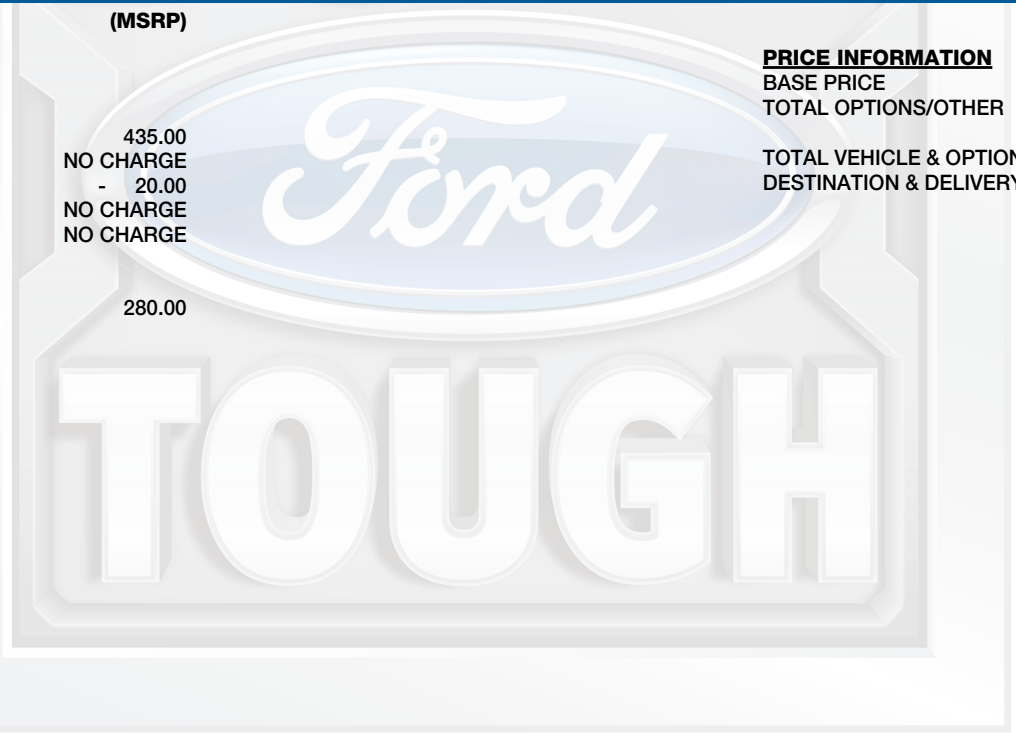 (MSRP)
435.00
NO CHARGE
- 20.00
NO CHARGE
NO CHARGE
280.00
PRICE INFORMATION
BASE PRICE
TOTAL OPTIONS/OTHER
TOTAL VEHICLE & OPTION
DESTINATION & DELIVERY
Ford
TOUGH